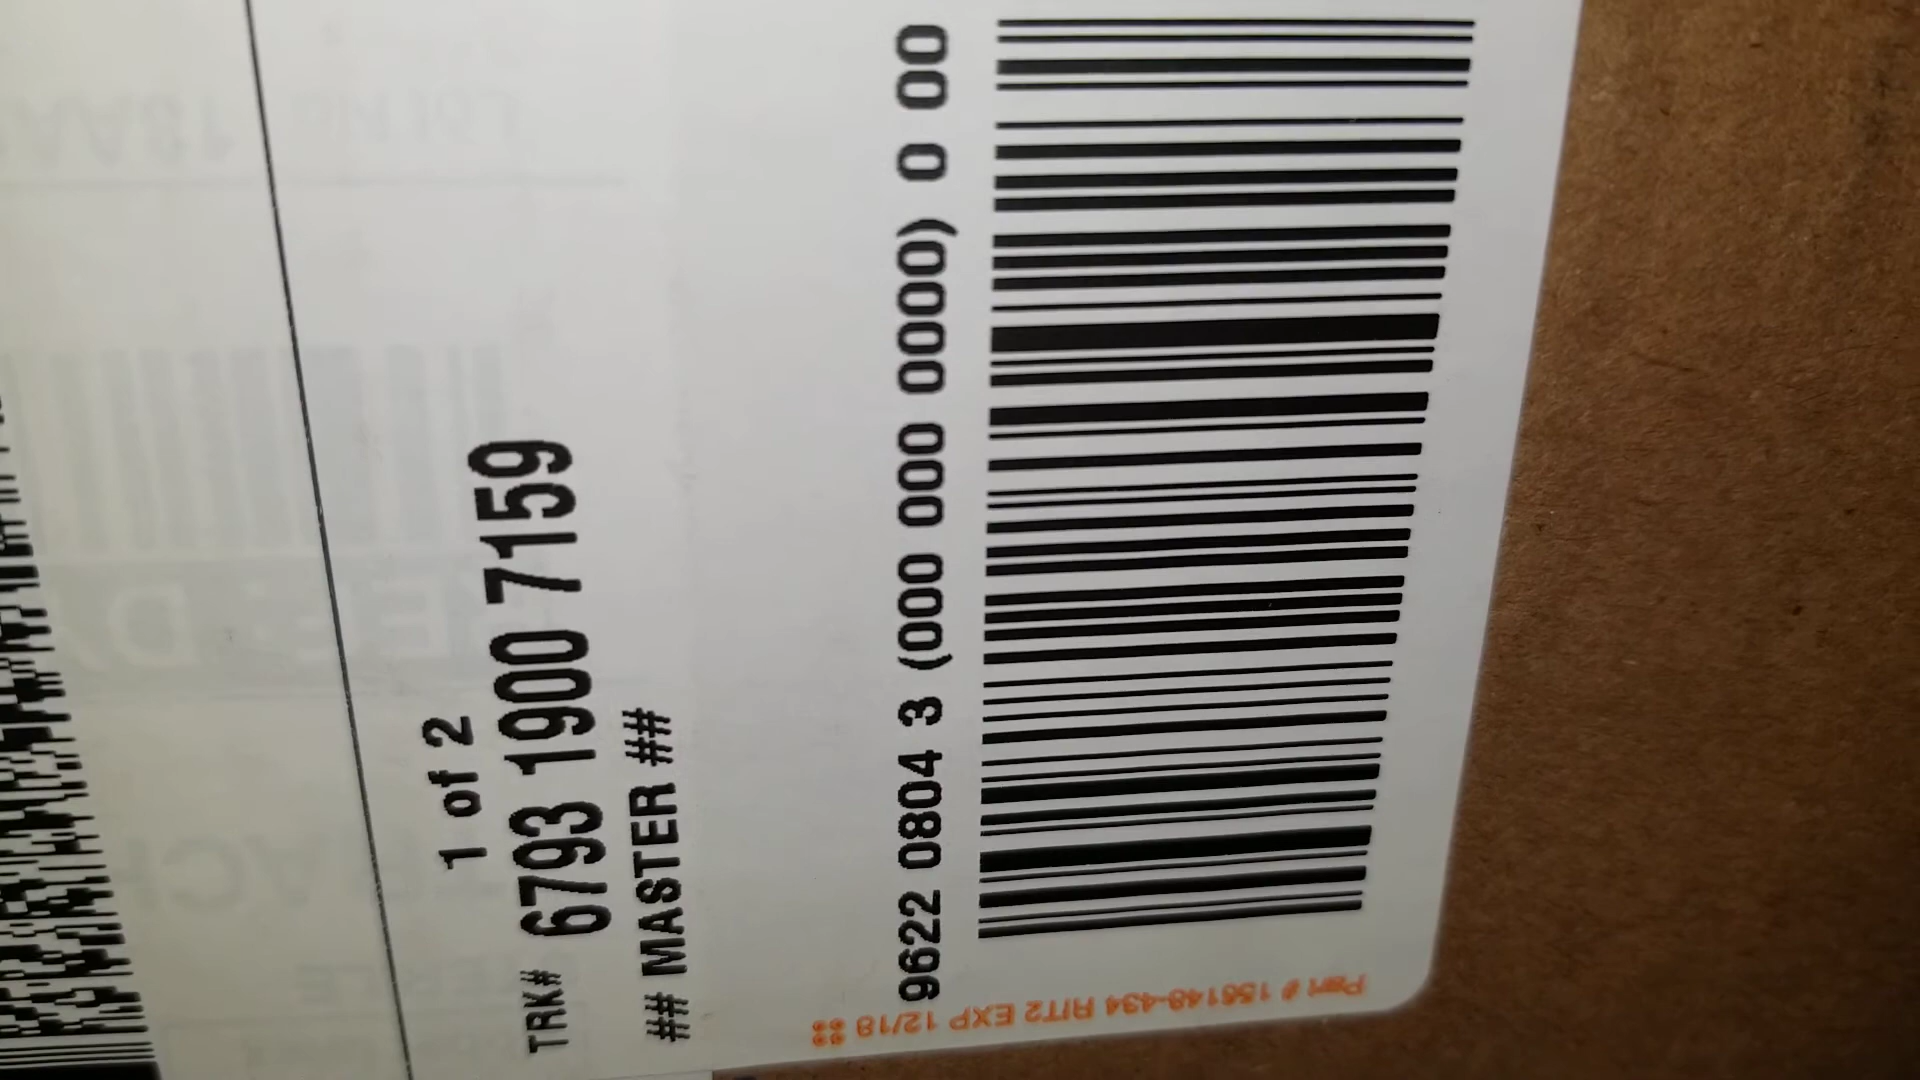 1 of 2
TRK# 6793 1900 7159
## MASTER ##
9622 0804 3 (000 000 0000) 0 00
Part # 156148-434 RIT2 EXP 12/18